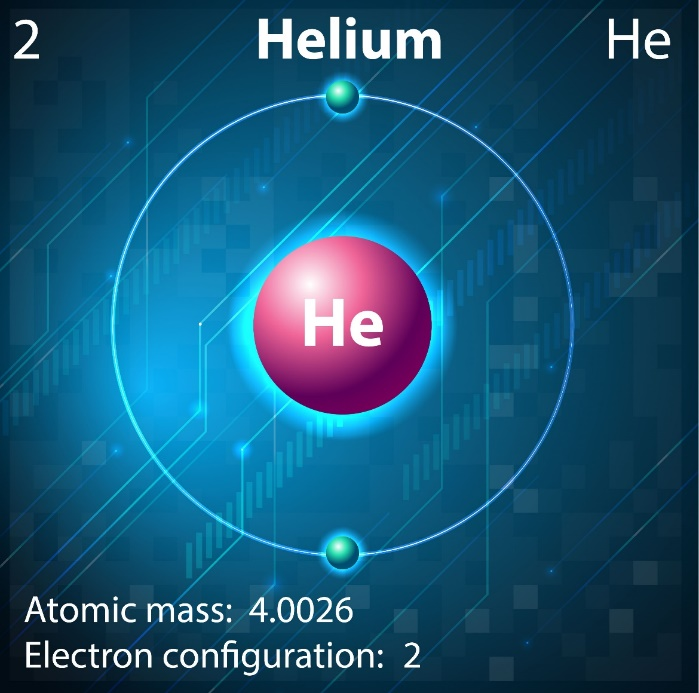 2 Helium He
He
Atomic mass: 4.0026
Electron configuration: 2